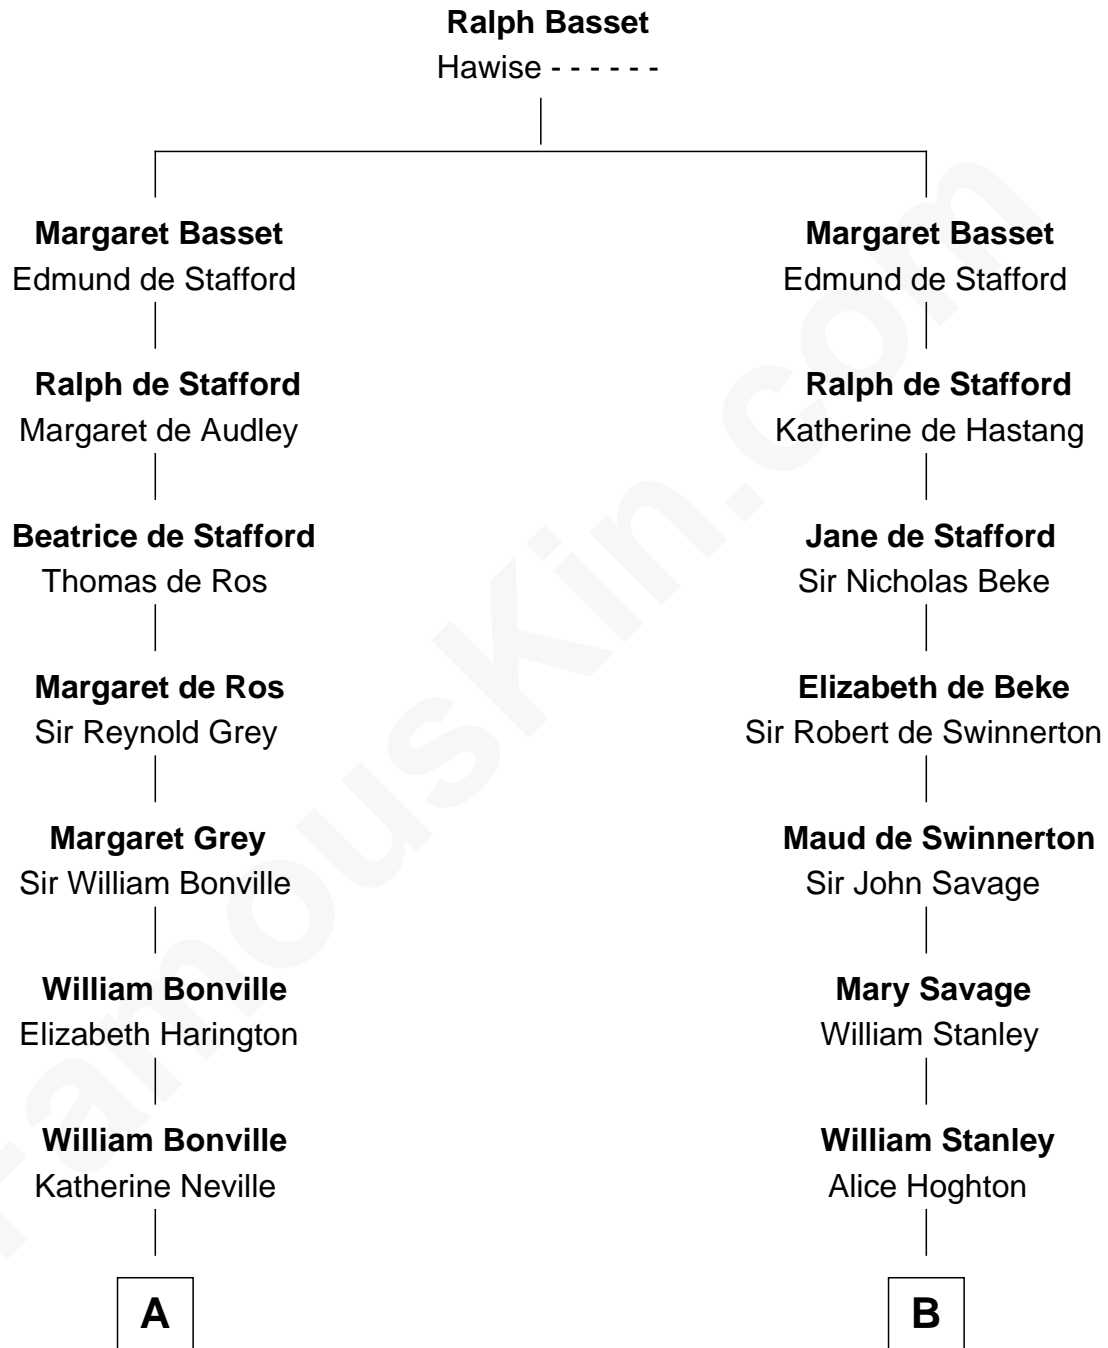 Ralph Basset
Hawise - - - - - -
Margaret Basset
Edmund de Stafford
Margaret Basset
Edmund de Stafford
Ralph de Stafford
Margaret de Audley
Ralph de Stafford
Katherine de Hastang
Beatrice de Stafford
Thomas de Ros
Jane de Stafford
Sir Nicholas Beke
Margaret de Ros
Sir Reynold Grey
Elizabeth de Beke
Sir Robert de Swinnerton
Margaret Grey
Sir William Bonville
Maud de Swinnerton
Sir John Savage
William Bonville
Elizabeth Harington
Mary Savage
William Stanley
William Bonville
Katherine Neville
William Stanley
Alice Hoghton
A
B
FamousKin.com